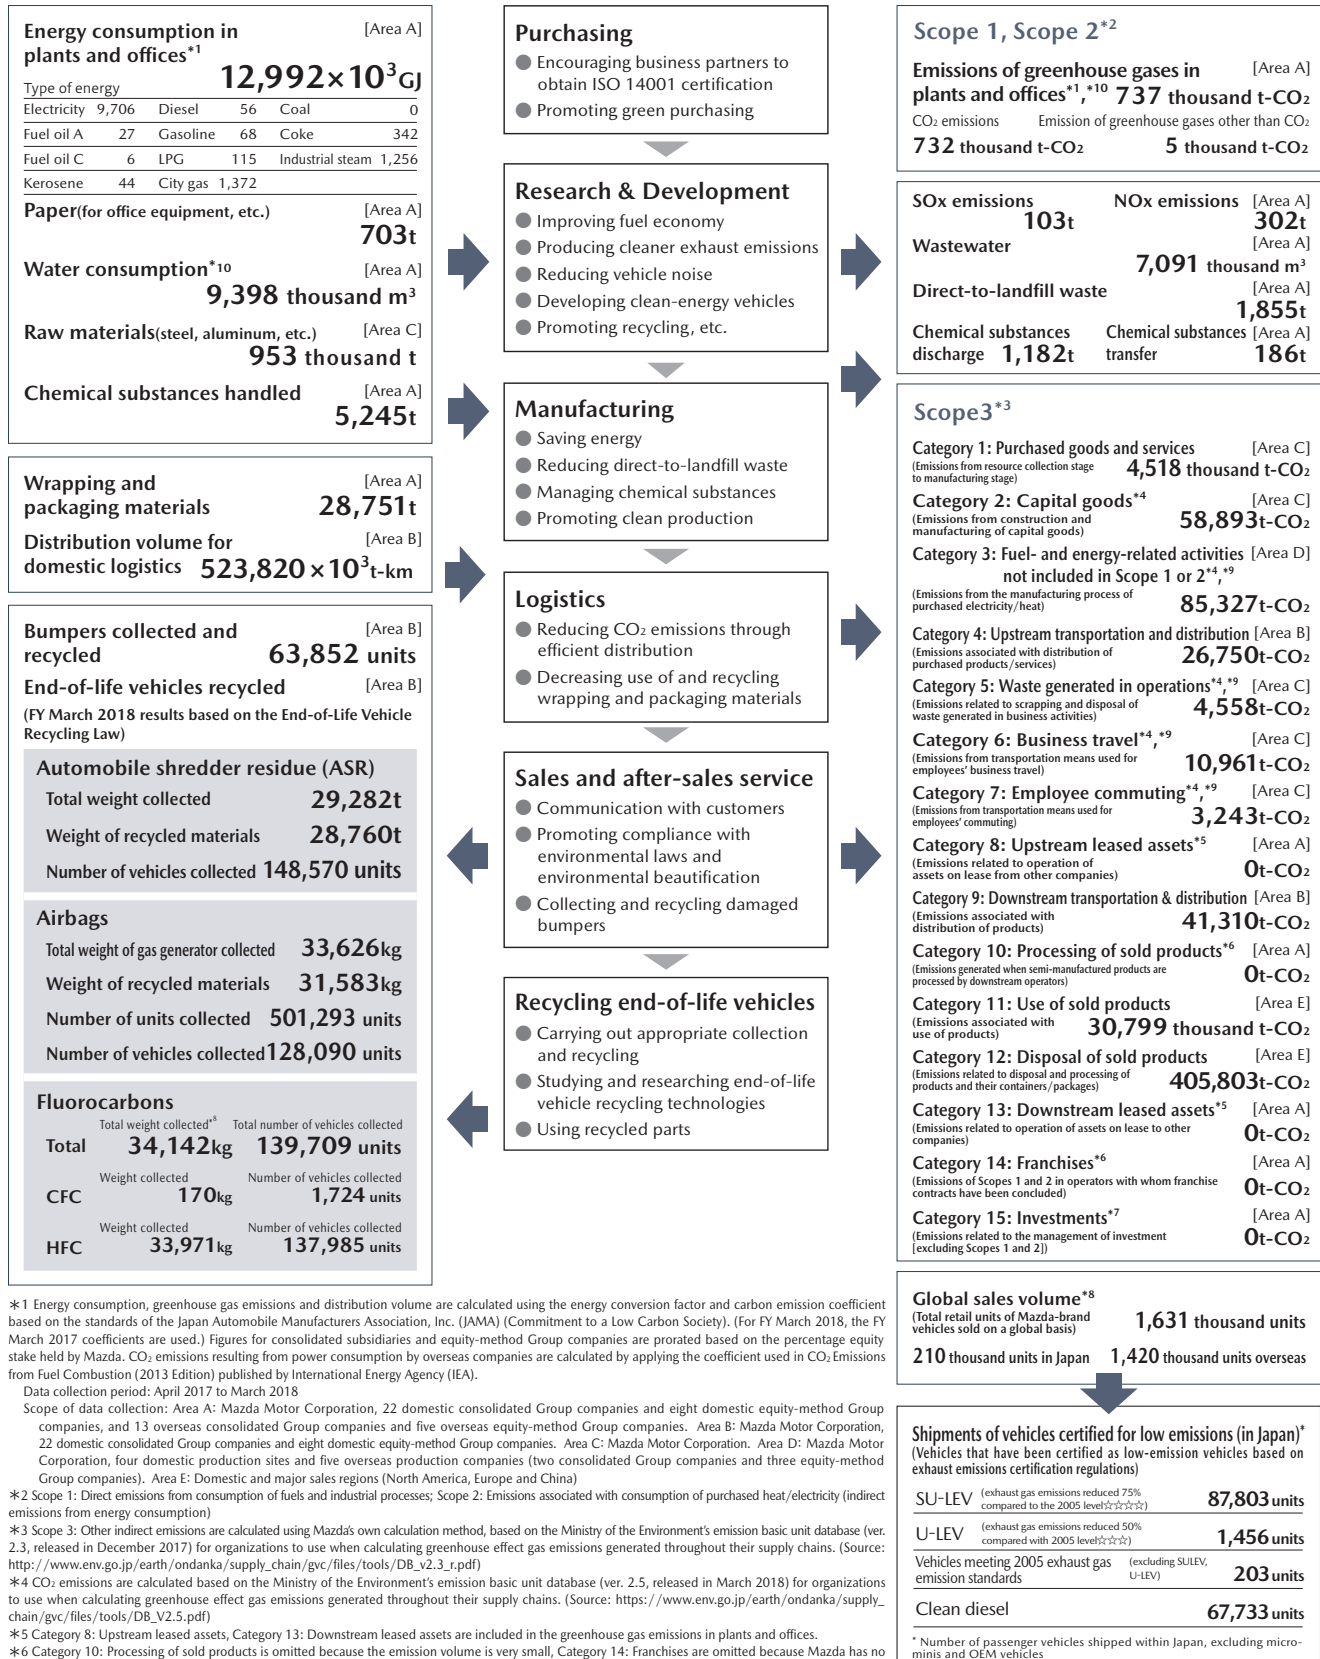 Energy consumption in [Area A]
plants and offices*1
Type of energy 12,992×10³GJ
Electricity 9,706 Diesel 56 Coal 0
Fuel oil A 27 Gasoline 68 Coke 342
Fuel oil C 6 LPG 115 Industrial steam 1,256
Kerosene 44 City gas 1,372
Paper(for office equipment, etc.) [Area A]
703t
Water consumption*10 [Area A]
9,398 thousand m³
Raw materials(steel, aluminum, etc.) [Area C]
953 thousand t
Chemical substances handled [Area A]
5,245t
Wrapping and [Area A]
packaging materials 28,751t
Distribution volume for [Area B]
domestic logistics 523,820×10³t-km
Bumpers collected and [Area B]
recycled 63,852 units
End-of-life vehicles recycled [Area B]
(FY March 2018 results based on the End-of-Life Vehicle
Recycling Law)
Automobile shredder residue (ASR)
Total weight collected 29,282t
Weight of recycled materials 28,760t
Number of vehicles collected 148,570 units
Airbags
Total weight of gas generator collected 33,626kg
Weight of recycled materials 31,583kg
Number of units collected 501,293 units
Number of vehicles collected 128,090 units
Fluorocarbons
Total weight collected*8 Total number of vehicles collected
Total 34,142kg 139,709 units
Weight collected Number of vehicles collected
CFC 170kg 1,724 units
Weight collected Number of vehicles collected
HFC 33,971kg 137,985 units
Purchasing
● Encouraging business partners to
obtain ISO 14001 certification
● Promoting green purchasing
Research & Development
● Improving fuel economy
● Producing cleaner exhaust emissions
● Reducing vehicle noise
● Developing clean-energy vehicles
● Promoting recycling, etc.
Manufacturing
● Saving energy
● Reducing direct-to-landfill waste
● Managing chemical substances
● Promoting clean production
Logistics
● Reducing CO₂ emissions through
efficient distribution
● Decreasing use of and recycling
wrapping and packaging materials
Sales and after-sales service
● Communication with customers
● Promoting compliance with
environmental laws and
environmental beautification
● Collecting and recycling damaged
bumpers
Recycling end-of-life vehicles
● Carrying out appropriate collection
and recycling
● Studying and researching end-of-life
vehicle recycling technologies
● Using recycled parts
Scope 1, Scope 2*2
Emissions of greenhouse gases in [Area A]
plants and offices*1,*10 737 thousand t-CO₂
CO₂ emissions Emission of greenhouse gases other than CO₂
732 thousand t-CO₂ 5 thousand t-CO₂
SOx emissions NOx emissions [Area A]
103t 302t
Wastewater [Area A]
7,091 thousand m³
Direct-to-landfill waste [Area A]
1,855t
Chemical substances Chemical substances [Area A]
discharge 1,182t transfer 186t
Scope3*3
Category 1: Purchased goods and services [Area C]
(Emissions from resource collection stage
to manufacturing stage) 4,518 thousand t-CO₂
Category 2: Capital goods*4 [Area C]
(Emissions from construction and
manufacturing of capital goods) 58,893t-CO₂
Category 3: Fuel- and energy-related activities [Area D]
not included in Scope 1 or 2*4,*9
(Emissions from the manufacturing process of
purchased electricity/heat) 85,327t-CO₂
Category 4: Upstream transportation and distribution [Area B]
(Emissions associated with distribution of
purchased products/services) 26,750t-CO₂
Category 5: Waste generated in operations*4,*9 [Area C]
(Emissions related to scrapping and disposal of
waste generated in business activities) 4,558t-CO₂
Category 6: Business travel*4,*9 [Area C]
(Emissions from transportation means used for
employees' business travel) 10,961t-CO₂
Category 7: Employee commuting*4,*9 [Area C]
(Emissions from transportation means used for
employees' commuting) 3,243t-CO₂
Category 8: Upstream leased assets*5 [Area A]
(Emissions related to operation of
assets on lease from other companies) 0t-CO₂
Category 9: Downstream transportation & distribution [Area B]
(Emissions associated with
distribution of products) 41,310t-CO₂
Category 10: Processing of sold products*6 [Area A]
(Emissions generated when semi-manufactured products are
processed by downstream operators) 0t-CO₂
Category 11: Use of sold products [Area E]
(Emissions associated with
use of products) 30,799 thousand t-CO₂
Category 12: Disposal of sold products [Area E]
(Emissions related to disposal and processing of
products and their containers/packages) 405,803t-CO₂
Category 13: Downstream leased assets*5 [Area A]
(Emissions related to operation of assets on lease to other
companies) 0t-CO₂
Category 14: Franchises*6 [Area A]
(Emissions of Scopes 1 and 2 in operators with whom franchise
contracts have been concluded) 0t-CO₂
Category 15: Investments*7 [Area A]
(Emissions related to the management of investment
[excluding Scopes 1 and 2]) 0t-CO₂
Global sales volume*8
(Total retail units of Mazda-brand
vehicles sold on a global basis) 1,631 thousand units
210 thousand units in Japan 1,420 thousand units overseas
Shipments of vehicles certified for low emissions (in Japan)*
(Vehicles that have been certified as low-emission vehicles based on
exhaust emissions certification regulations)
SU-LEV (exhaust gas emissions reduced 75%
compared to the 2005 level☆☆☆☆) 87,803 units
U-LEV (exhaust gas emissions reduced 50%
compared with 2005 level☆☆☆) 1,456 units
Vehicles meeting 2005 exhaust gas (excluding SULEV,
emission standards U-LEV) 203 units
Clean diesel 67,733 units
* Number of passenger vehicles shipped within Japan, excluding micro-
minis and OEM vehicles
*1 Energy consumption, greenhouse gas emissions and distribution volume are calculated using the energy conversion factor and carbon emission coefficient
based on the standards of the Japan Automobile Manufacturers Association, Inc. (JAMA) (Commitment to a Low Carbon Society). (For FY March 2018, the FY
March 2017 coefficients are used.) Figures for consolidated subsidiaries and equity-method Group companies are prorated based on the percentage equity
stake held by Mazda. CO₂ emissions resulting from power consumption by overseas companies are calculated by applying the coefficient used in CO₂ Emissions
from Fuel Combustion (2013 Edition) published by International Energy Agency (IEA).
Data collection period: April 2017 to March 2018
Scope of data collection: Area A: Mazda Motor Corporation, 22 domestic consolidated Group companies and eight domestic equity-method Group
companies, and 13 overseas consolidated Group companies and five overseas equity-method Group companies. Area B: Mazda Motor Corporation,
22 domestic consolidated Group companies and eight domestic equity-method Group companies. Area C: Mazda Motor Corporation. Area D: Mazda Motor
Corporation, four domestic production sites and five overseas production companies (two consolidated Group companies and three equity-method
Group companies). Area E: Domestic and major sales regions (North America, Europe and China)
*2 Scope 1: Direct emissions from consumption of fuels and industrial processes; Scope 2: Emissions associated with consumption of purchased heat/electricity (indirect
emissions from energy consumption)
*3 Scope 3: Other indirect emissions are calculated using Mazda's own calculation method, based on the Ministry of the Environment's emission basic unit database (ver.
2.3, released in December 2017) for organizations to use when calculating greenhouse effect gas emissions generated throughout their supply chains. (Source:
http://www.env.go.jp/earth/ondanka/supply_chain/gvc/files/tools/DB_v2.3_r.pdf)
*4 CO₂ emissions are calculated based on the Ministry of the Environment's emission basic unit database (ver. 2.5, released in March 2018) for organizations
to use when calculating greenhouse effect gas emissions generated throughout their supply chains. (Source: https://www.env.go.jp/earth/ondanka/supply_
chain/gvc/files/tools/DB_V2.5.pdf)
*5 Category 8: Upstream leased assets, Category 13: Downstream leased assets are included in the greenhouse gas emissions in plants and offices.
*6 Category 10: Processing of sold products is omitted because the emission volume is very small, Category 14: Franchises are omitted because Mazda has no